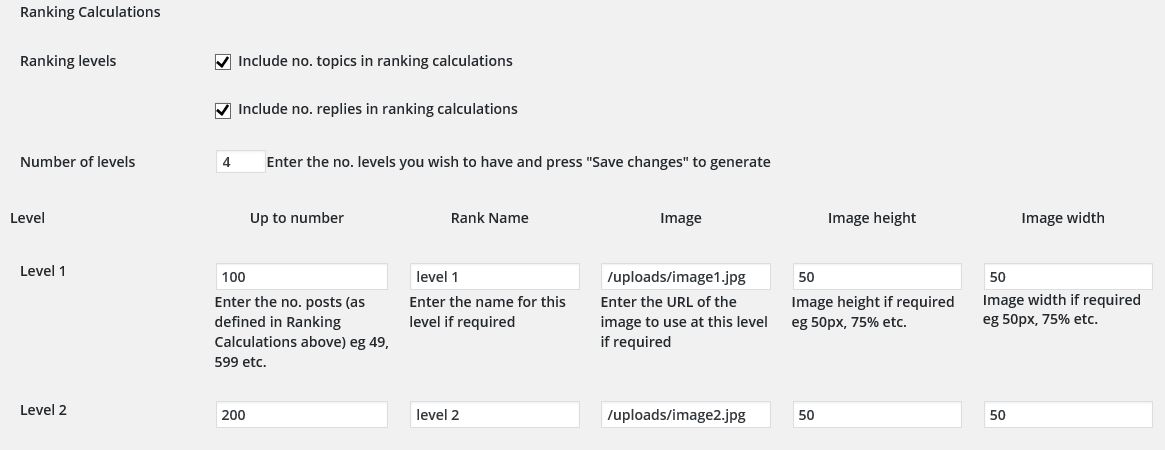 Ranking Calculations
Ranking levels Include no. topics in ranking calculations
Include no. replies in ranking calculations
Number of levels 4 Enter the no. levels you wish to have and press "Save changes" to generate
Level Up to number Rank Name Image Image height Image width
Level 1 100 level 1 /uploads/image1.jpg 50 50
Enter the no. posts (as Enter the name for this Enter the URL of the Image height if required Image width if required
defined in Ranking level if required image to use at this level eg 50px, 75% etc. eg 50px, 75% etc.
Calculations above) eg 49, if required
599 etc.
Level 2 200 level 2 /uploads/image2.jpg 50 50